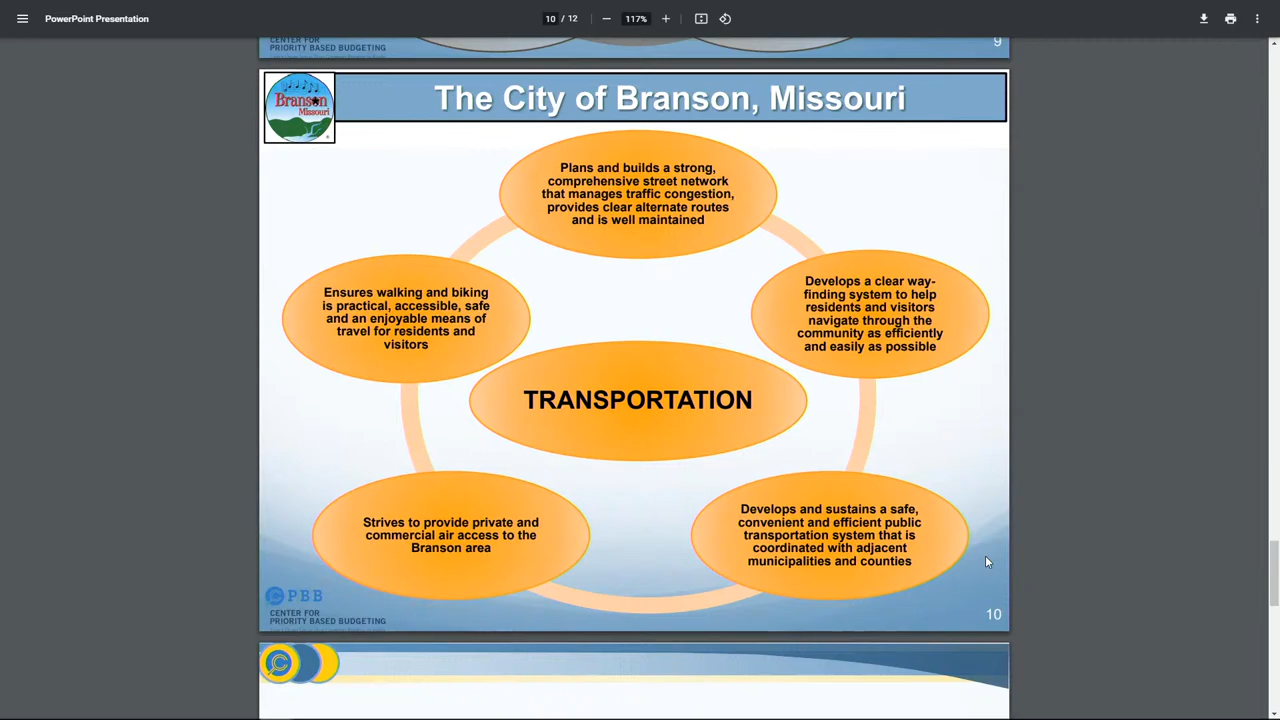 PowerPoint Presentation
10 / 12
117%
CENTER FOR
PRIORITY BASED BUDGETING
9
Branson
Missouri
The City of Branson, Missouri
Plans and builds a strong,
comprehensive street network
that manages traffic congestion,
provides clear alternate routes
and is well maintained
Ensures walking and biking
is practical, accessible, safe
and an enjoyable means of
travel for residents and
visitors
Develops a clear way-
finding system to help
residents and visitors
navigate through the
community as efficiently
and easily as possible
TRANSPORTATION
Strives to provide private and
commercial air access to the
Branson area
Develops and sustains a safe,
convenient and efficient public
transportation system that is
coordinated with adjacent
municipalities and counties
PBB
CENTER FOR
PRIORITY BASED BUDGETING
10